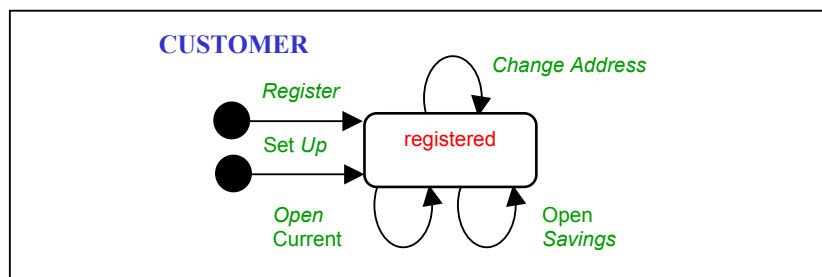 CUSTOMER
Change Address
Register
Set Up
registered
Open
Current
Open
Savings